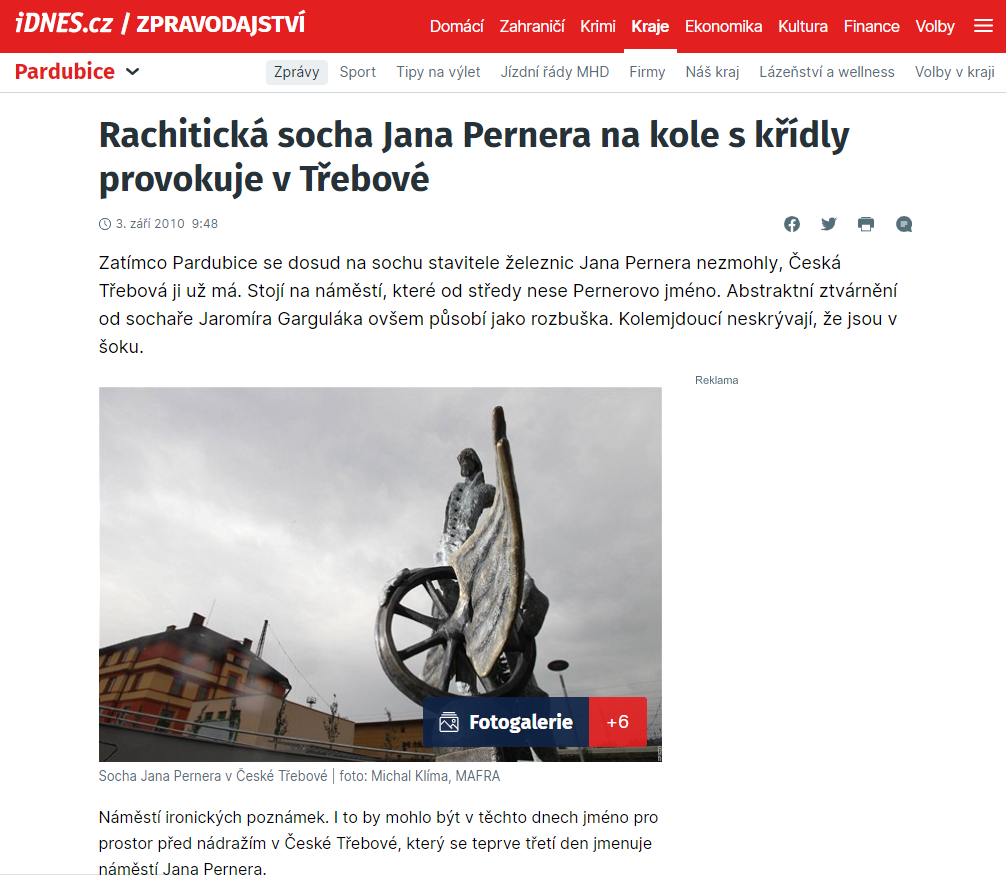 iDNES.cz / ZPRAVODAJSTVÍ
Domácí Zahraničí Krimi Kraje Ekonomika Kultura Finance Volby
Pardubice
Zprávy Sport Tipy na výlet Jízdní řády MHD Firmy Náš kraj Lázeňství a wellness Volby v kraji
Rachitická socha Jana Pernera na kole s křídly
provokuje v Třebové
3. září 2010 9:48
Zatímco Pardubice se dosud na sochu stavitele železnic Jana Pernera nezmohly, Česká
Třebová ji už má. Stojí na náměstí, které od středy nese Pernerovo jméno. Abstraktní ztvárnění
od sochaře Jaromíra Garguláka ovšem působí jako rozbuška. Kolemjdoucí neskrývají, že jsou v
šoku.
Reklama
Fotogalerie +6
Socha Jana Pernera v České Třebové | foto: Michal Klíma, MAFRA
Náměstí ironických poznámek. I to by mohlo být v těchto dnech jméno pro
prostor před nádražím v České Třebové, který se teprve třetí den jmenuje
náměstí Jana Pernera.